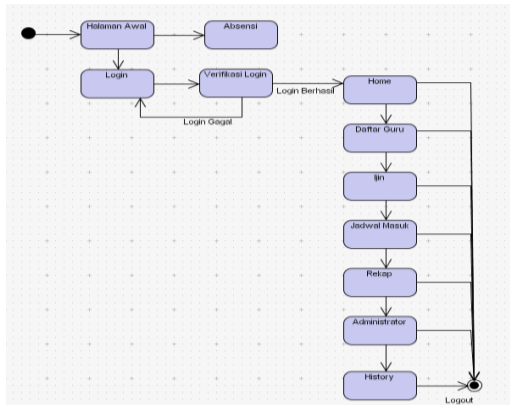 Halaman Awal
Absensi
Login
Verifikasi Login
Login Berhasil
Login Gagal
Home
Daftar Guru
Ijin
Jadwal Masuk
Rekap
Administrator
History
Logout